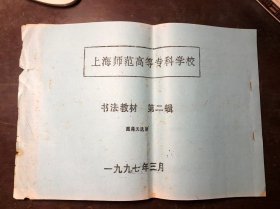 上海师范高等专科学校
书法教材 第二辑
一九九七年三月